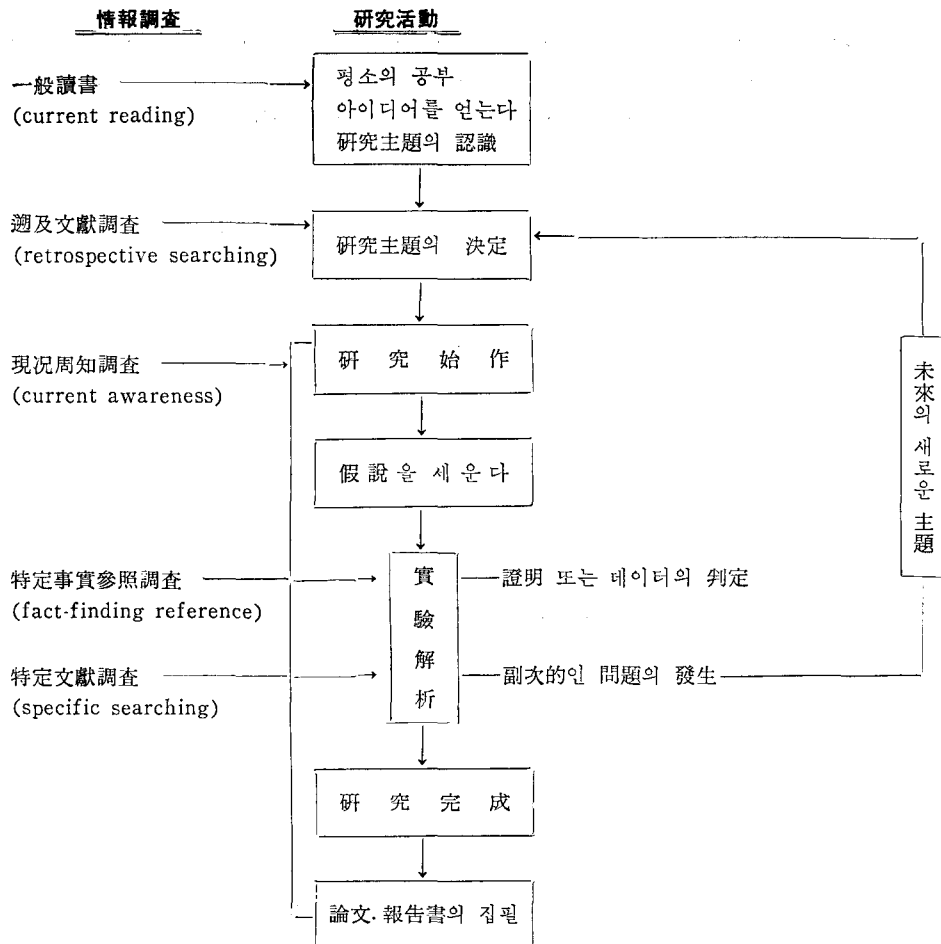 情報調査 研究活動
一般讀書
(current reading)
평소의 공부
아이디어를 얻는다
硏究主題의 認識
遡及文獻調査
(retrospective searching)
硏究主題의 決定
現況周知調査
(current awareness)
硏究始作
假說을 세운다
特定事實參照調査
(fact-finding reference)
實驗解析
證明 또는 데이터의 判定
特定文獻調査
(specific searching)
副次的인 問題의 發生
未來의 새로운 主題
硏究完成
論文·報告書의 집필